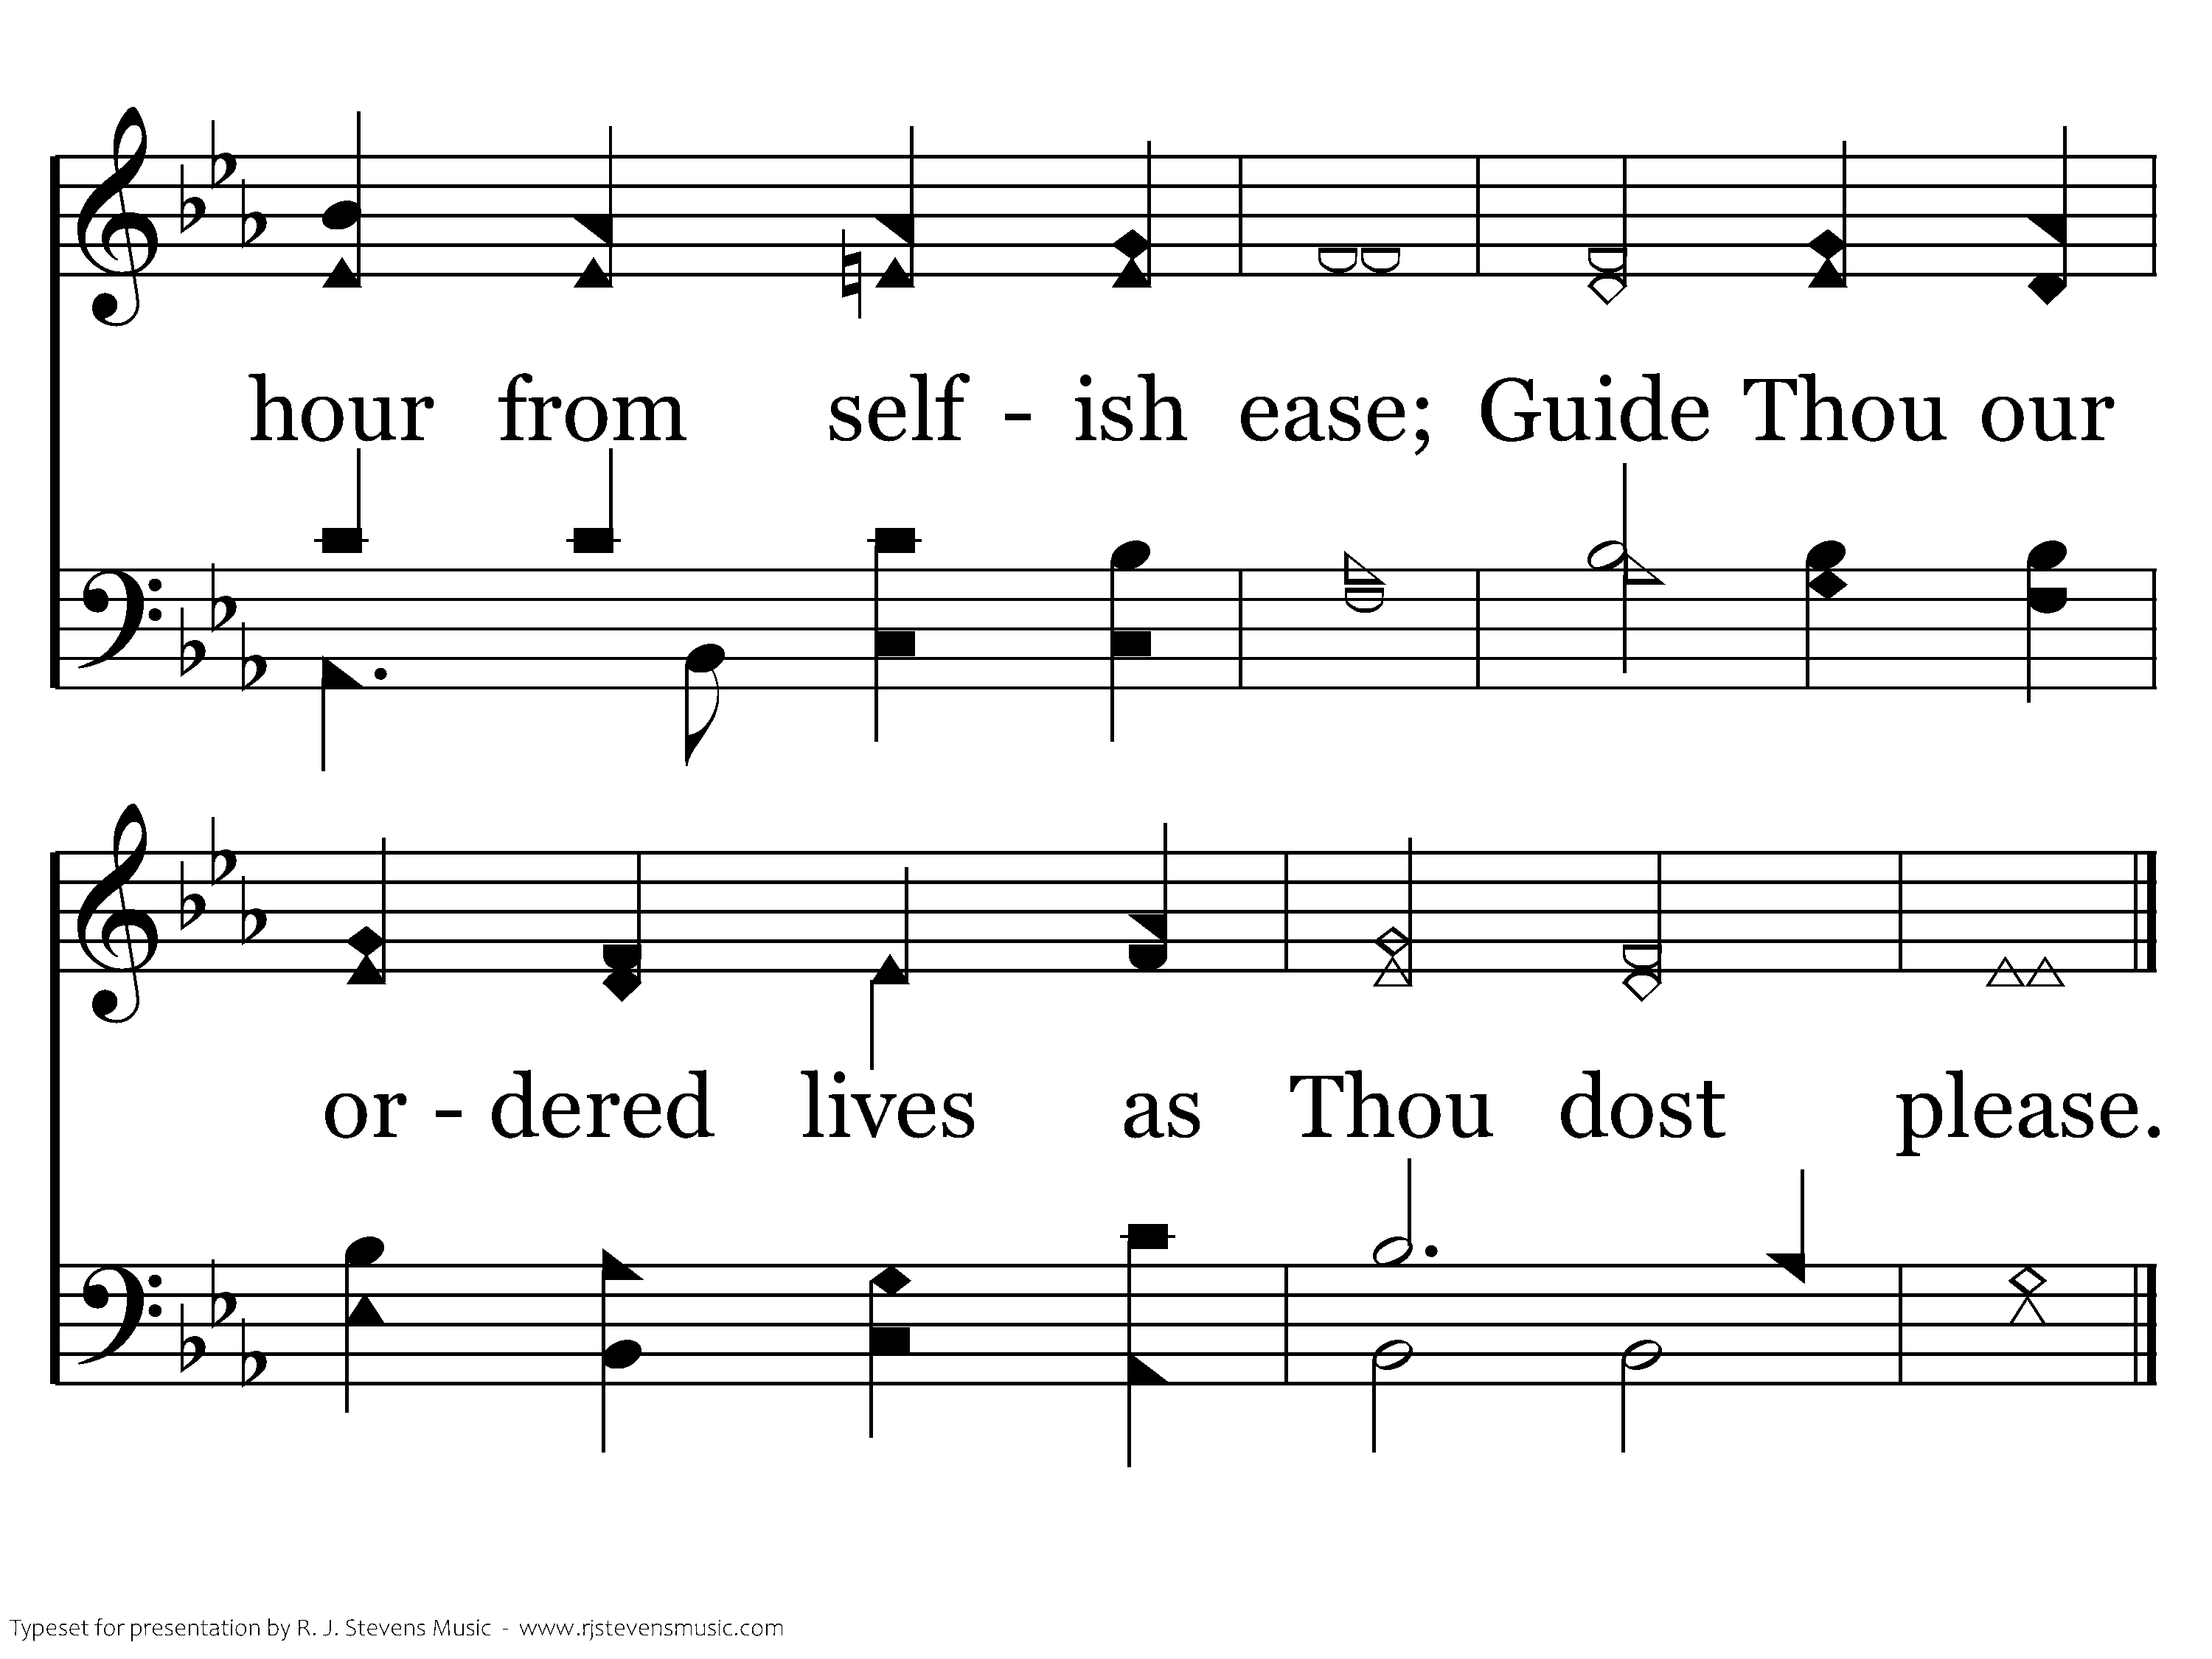 hour from self - ish ease; Guide Thou our
or - dered lives as Thou dost please.
Typeset for presentation by R. J. Stevens Music - www.rjstevensmusic.com